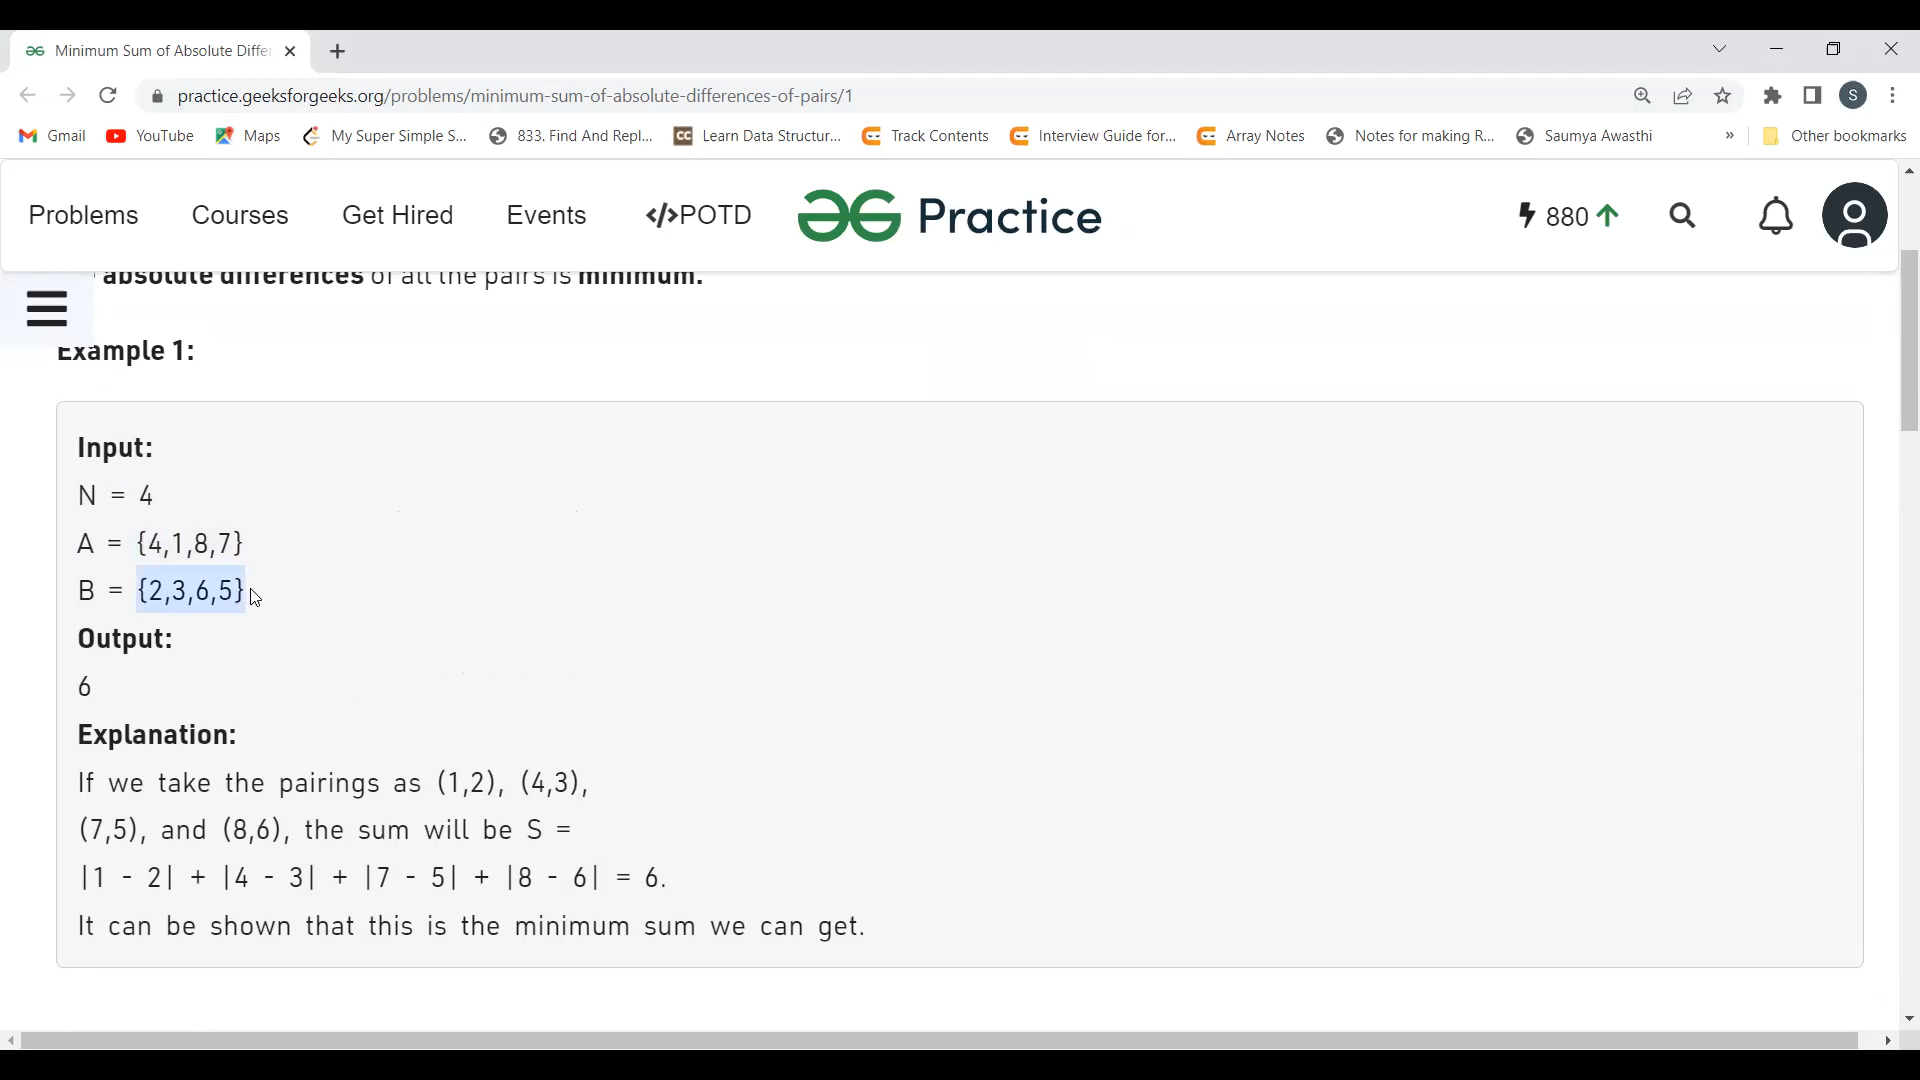 Minimum Sum of Absolute Differ
practice.geeksforgeeks.org/problems/minimum-sum-of-absolute-differences-of-pairs/1
S
Gmail YouTube Maps My Super Simple S... 833. Find And Repl... CC Learn Data Structur... Track Contents Interview Guide for... Array Notes Notes for making R... Saumya Awasthi » Other bookmarks
Problems Courses Get Hired Events </>POTD Practice 880
absolute differences of all the pairs is minimum.
Example 1:
Input:
N = 4
A = {4,1,8,7}
B = {2,3,6,5}
Output:
6
Explanation:
If we take the pairings as (1,2), (4,3),
(7,5), and (8,6), the sum will be S =
|1 - 2| + |4 - 3| + |7 - 5| + |8 - 6| = 6.
It can be shown that this is the minimum sum we can get.